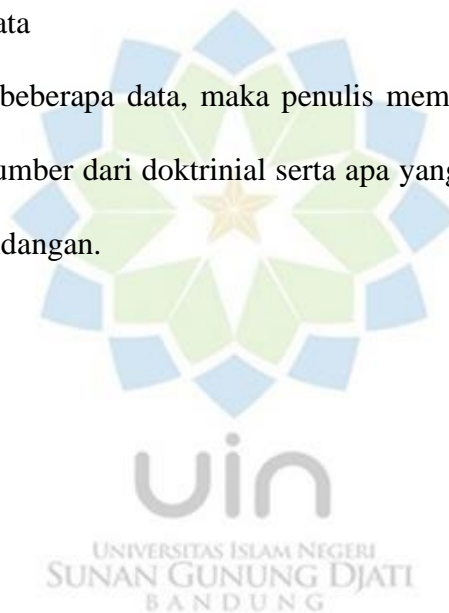 ata
beberapa data, maka penulis mem
umber dari doktrinial serta apa yang
ndangan.
uin
UNIVERSITAS ISLAM NEGERI
SUNAN GUNUNG DJATI
BANDUNG